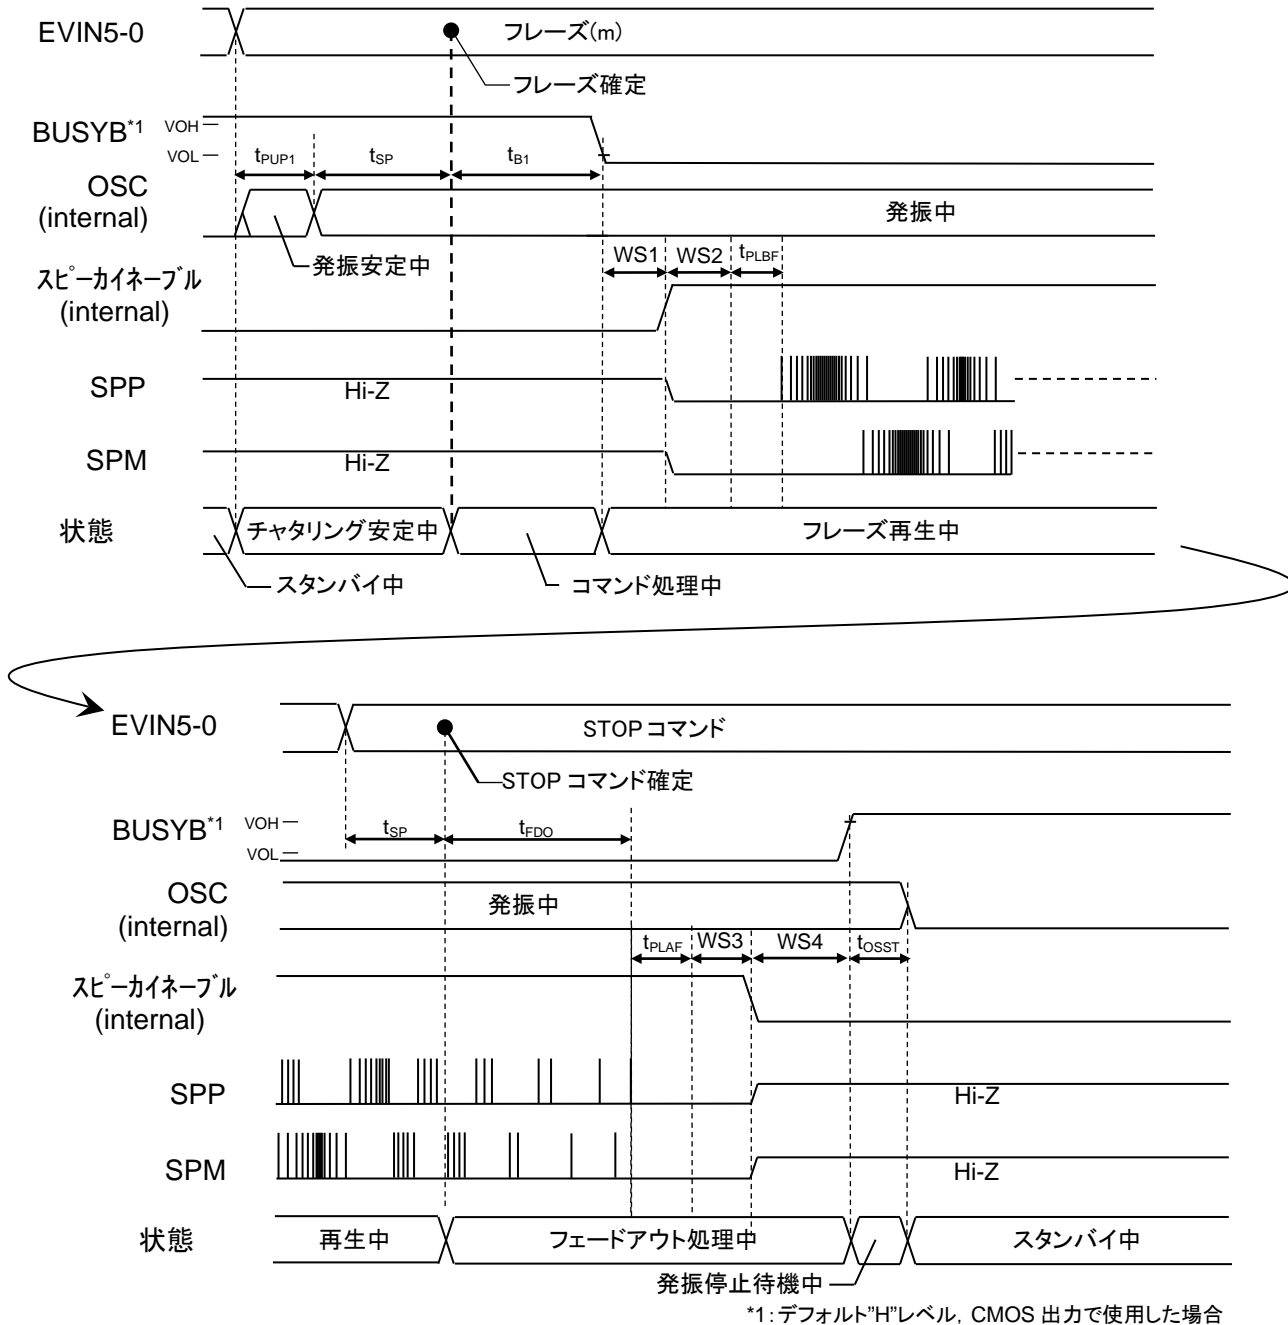 EVIN5-0
フレーズ(m)
フレーズ確定
BUSYB*1
VOH
VOL
tPUP1
tSP
tB1
OSC
(internal)
発振中
発振安定中
WS1
WS2
tPLBF
スピーカイネーブル
(internal)
SPP
Hi-Z
SPM
Hi-Z
状態
チャタリング安定中
フレーズ再生中
スタンバイ中
コマンド処理中
EVIN5-0
STOP コマンド
STOP コマンド確定
BUSYB*1
VOH
VOL
tSP
tFDO
OSC
(internal)
発振中
tPLAF
WS3
WS4
tOSST
スピーカイネーブル
(internal)
SPP
Hi-Z
SPM
Hi-Z
状態
再生中
フェードアウト処理中
スタンバイ中
発振停止待機中
*1:デフォルト"H"レベル, CMOS 出力で使用した場合